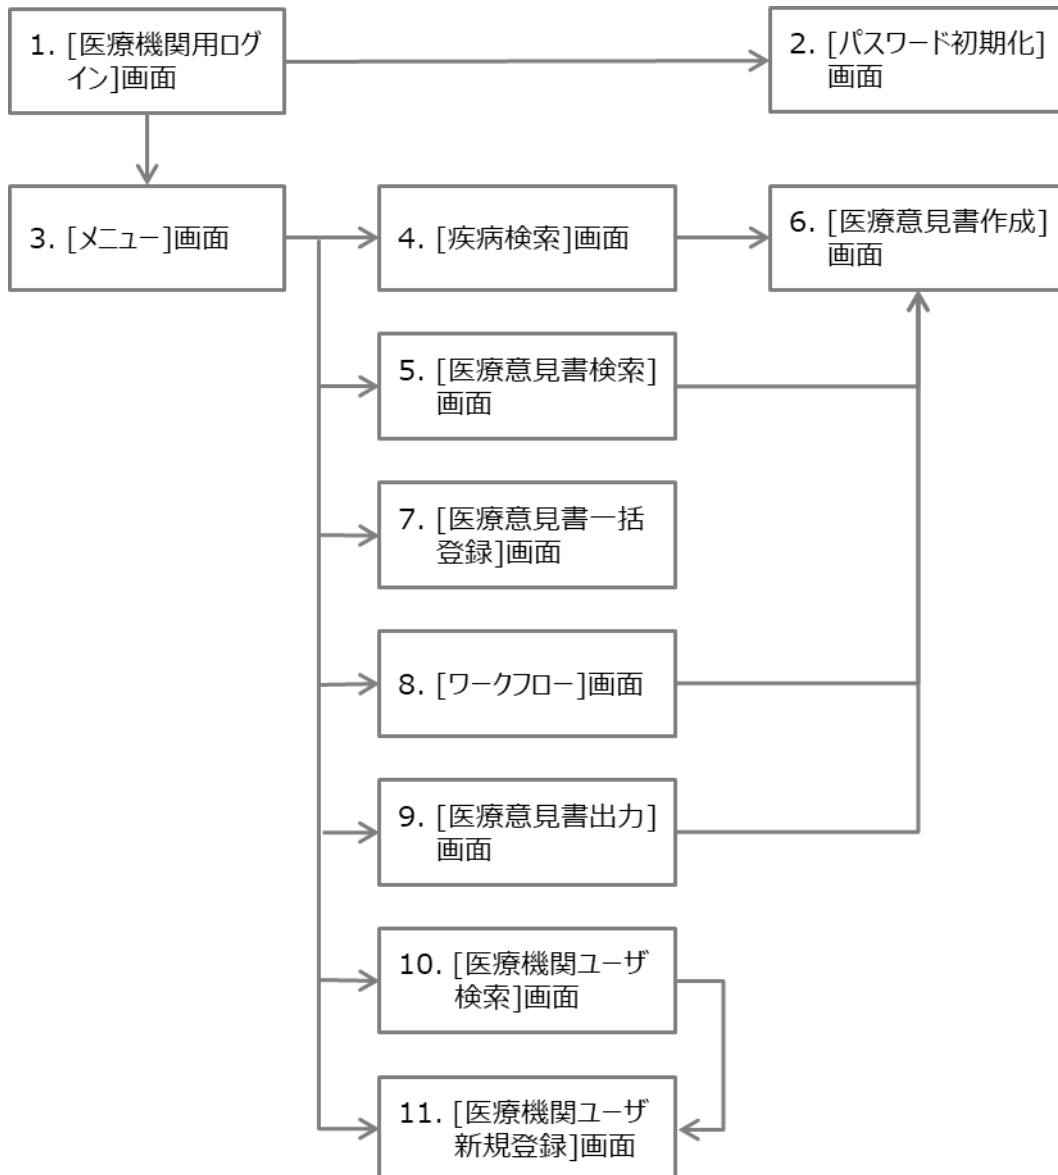 1. [医療機関用ログ
イン]画面
2. [パスワード初期化]
画面
3. [メニュー]画面
4. [疾病検索]画面
6. [医療意見書作成]
画面
5. [医療意見書検索]
画面
7. [医療意見書一括
登録]画面
8. [ワークフロー]画面
9. [医療意見書出力]
画面
10. [医療機関ユーザ
検索]画面
11. [医療機関ユーザ
新規登録]画面